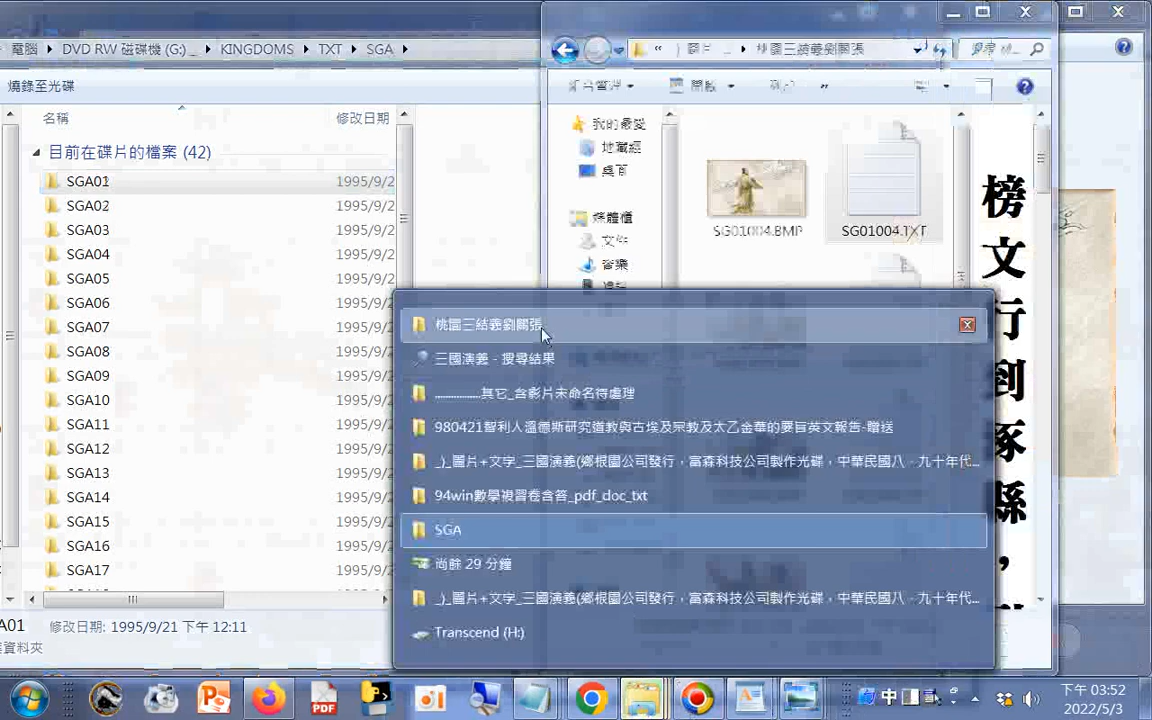 電腦 DVD RW 磁碟機 (G:) _ KINGDOMS TXT SGA
燒錄至光碟
名稱 修改日期
目前在碟片的檔案 (42)
SGA01 1995/9/2
SGA02 1995/9/2
SGA03 1995/9/2
SGA04 1995/9/2
SGA05 1995/9/2
SGA06 1995/9/2
SGA07 1995/9/2
SGA08 1995/9/2
SGA09 1995/9/2
SGA10 1995/9/2
SGA11 1995/9/2
SGA12 1995/9/2
SGA13 1995/9/2
SGA14 1995/9/2
SGA15 1995/9/2
SGA16 1995/9/2
SGA17 1995/9/2
A01 修改日期: 1995/9/21 下午 12:11
資料夾
« 圖片 ... 桃園三結義劉關張
開啟
我的最愛
地藏經
桌面
媒體櫃
文件
音樂
SG01004.BMP
SG01004.TXT
榜文行到涿縣，
桃園三結義劉關張
三國演義 - 搜尋結果
................其它_含影片未命名待處理
980421智利人溫德斯研究道教與古埃及宗教及太乙金華的麥旨英文報告-贈送
_)_圖片+文字_三國演義(鄉根園公司發行，富森科技公司製作光碟，中華民國八、九十年代...
94win數學複習卷含答_pdf_doc_txt
SGA
尚餘 29 分鐘
_)_圖片+文字_三國演義(鄉根園公司發行，富森科技公司製作光碟，中華民國八、九十年代...
Transcend (H:)
PDF
中
下午 03:52
2022/5/3